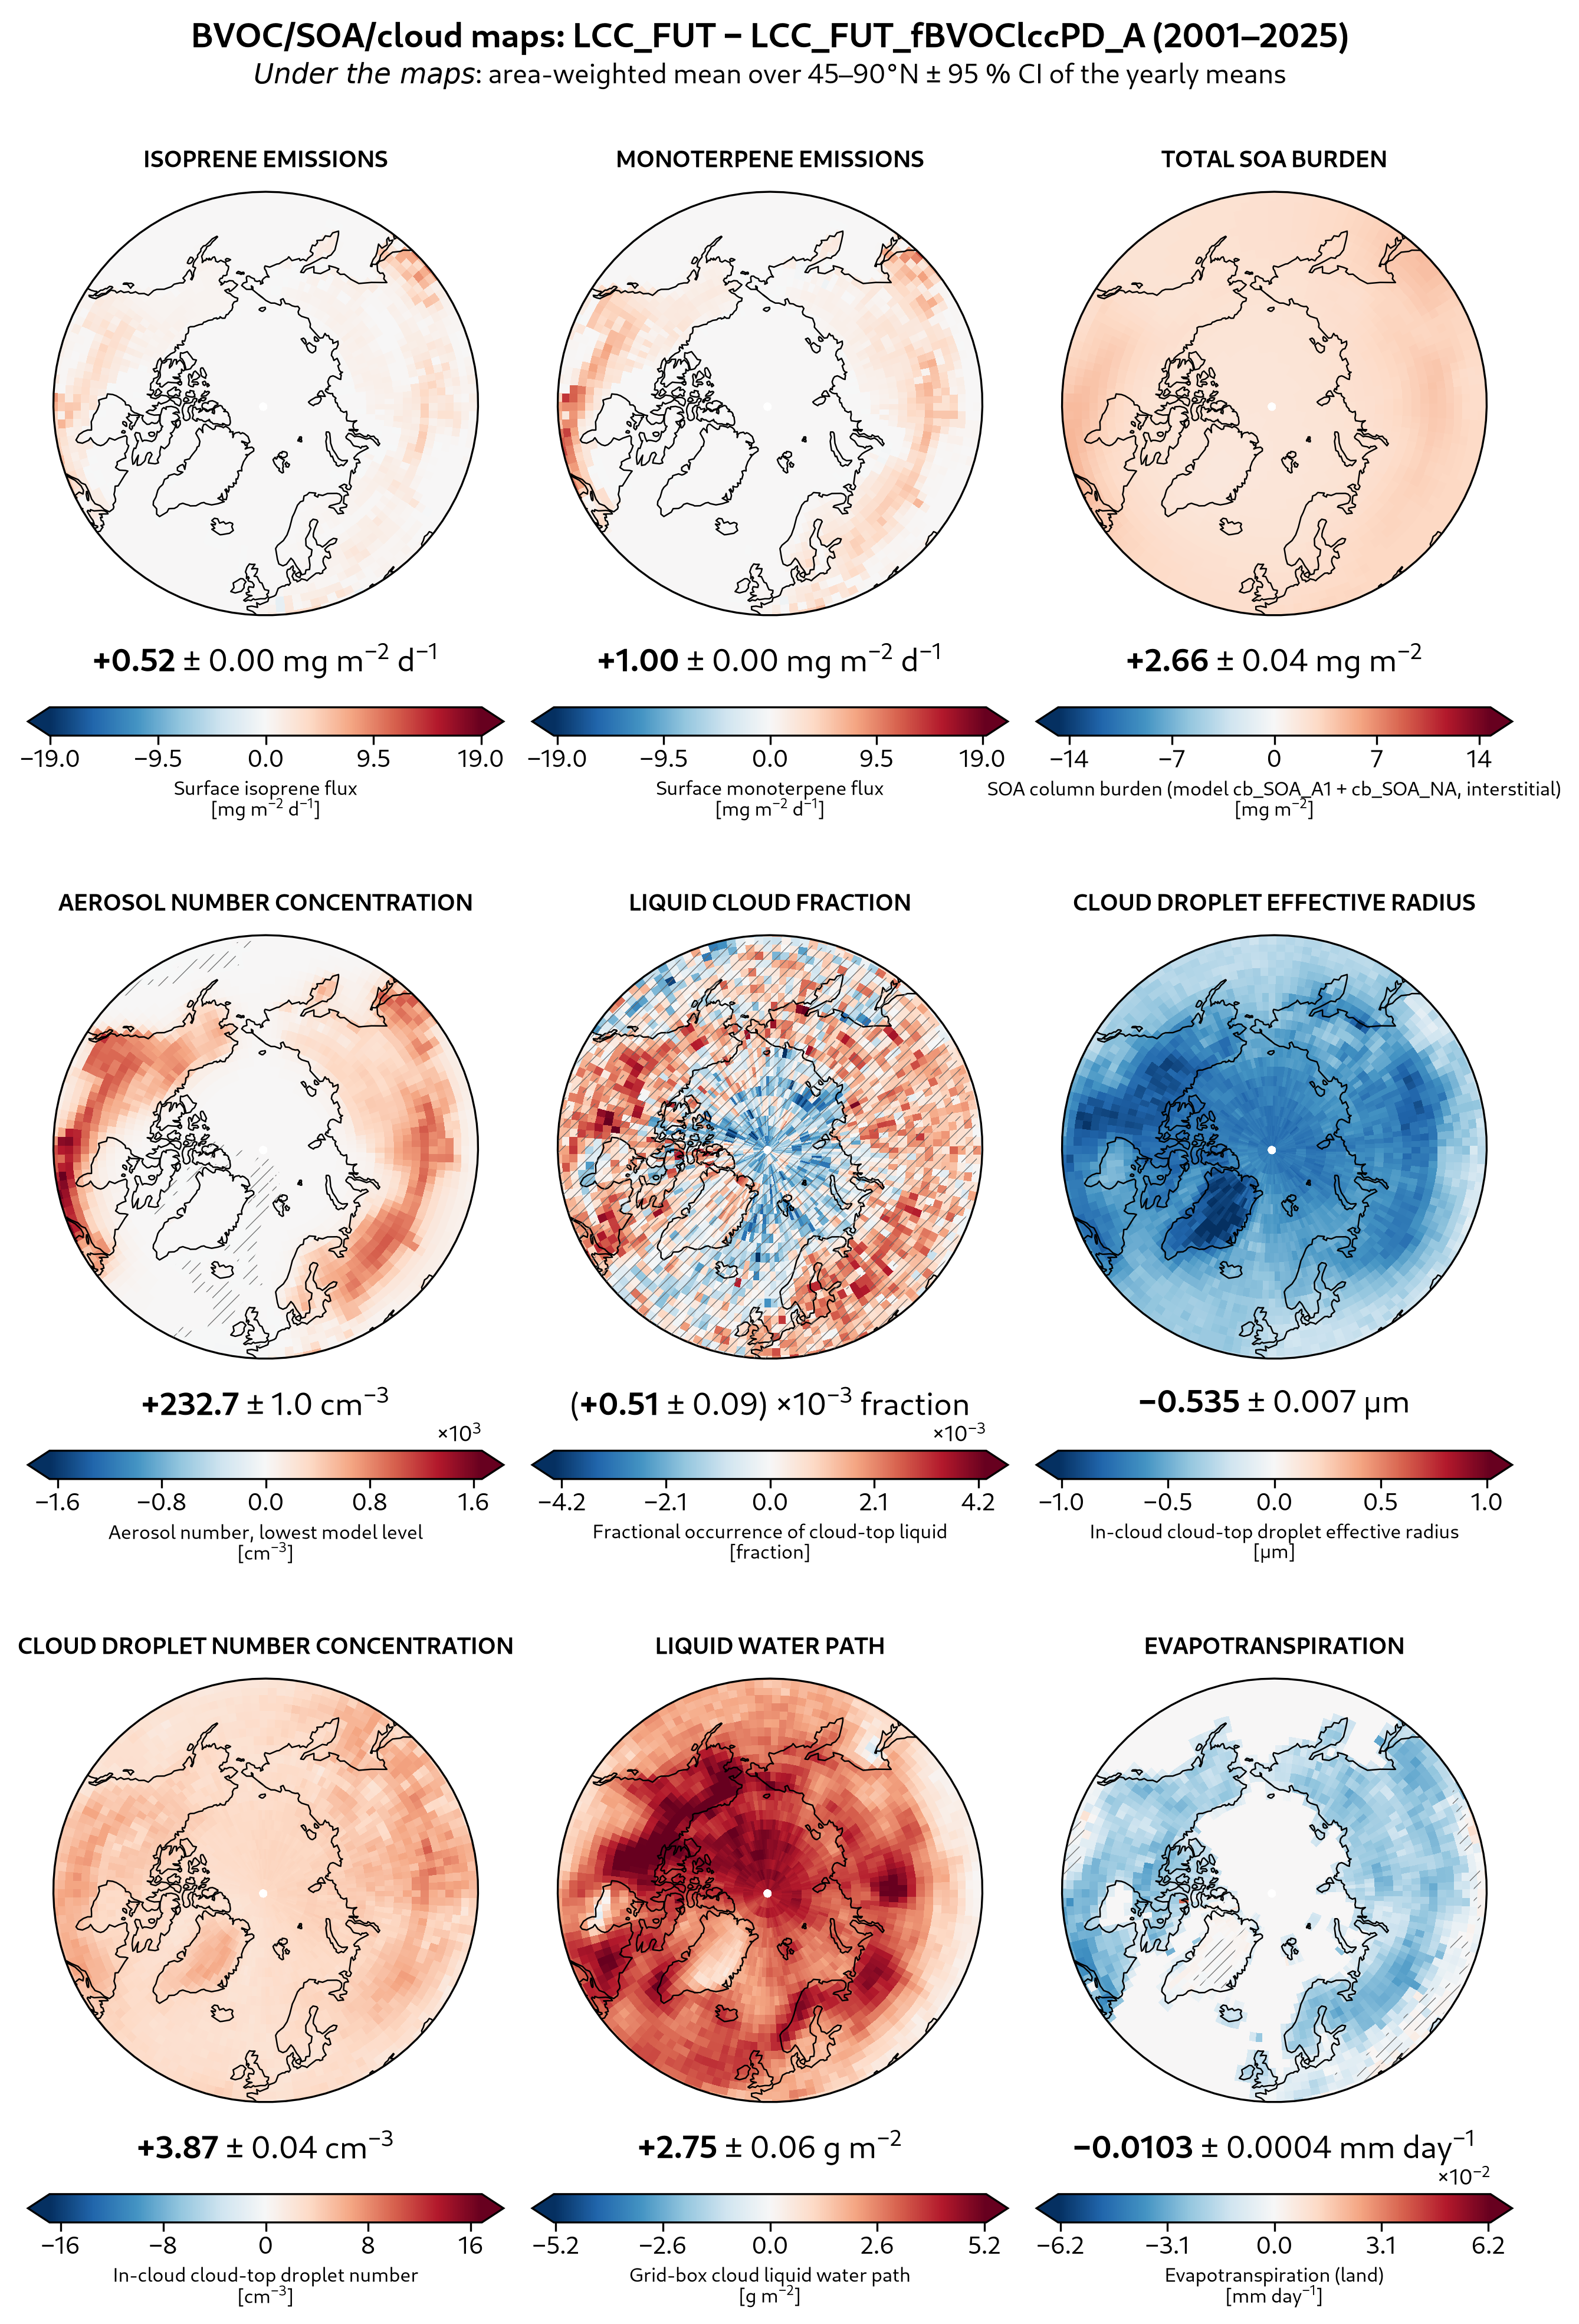 BVOC/SOA/cloud maps: LCC_FUT − LCC_FUT_fBVOClccPD_A (2001–2025)
Under the maps: area-weighted mean over 45–90°N ± 95 % CI of the yearly means
ISOPRENE EMISSIONS
MONOTERPENE EMISSIONS
TOTAL SOA BURDEN
+0.52 ± 0.00 mg m⁻² d⁻¹
+1.00 ± 0.00 mg m⁻² d⁻¹
+2.66 ± 0.04 mg m⁻²
−19.0 −9.5 0.0 9.5 19.0
−19.0 −9.5 0.0 9.5 19.0
−14 −7 0 7 14
Surface isoprene flux
[mg m⁻² d⁻¹]
Surface monoterpene flux
[mg m⁻² d⁻¹]
SOA column burden (model cb_SOA_A1 + cb_SOA_NA, interstitial)
[mg m⁻²]
AEROSOL NUMBER CONCENTRATION
LIQUID CLOUD FRACTION
CLOUD DROPLET EFFECTIVE RADIUS
+232.7 ± 1.0 cm⁻³
(+0.51 ± 0.09) ×10⁻³ fraction
−0.535 ± 0.007 µm
×10³
×10⁻³
−1.6 −0.8 0.0 0.8 1.6
−4.2 −2.1 0.0 2.1 4.2
−1.0 −0.5 0.0 0.5 1.0
Aerosol number, lowest model level
[cm⁻³]
Fractional occurrence of cloud-top liquid
[fraction]
In-cloud cloud-top droplet effective radius
[µm]
CLOUD DROPLET NUMBER CONCENTRATION
LIQUID WATER PATH
EVAPOTRANSPIRATION
+3.87 ± 0.04 cm⁻³
+2.75 ± 0.06 g m⁻²
−0.0103 ± 0.0004 mm day⁻¹
×10⁻²
−16 −8 0 8 16
−5.2 −2.6 0.0 2.6 5.2
−6.2 −3.1 0.0 3.1 6.2
In-cloud cloud-top droplet number
[cm⁻³]
Grid-box cloud liquid water path
[g m⁻²]
Evapotranspiration (land)
[mm day⁻¹]